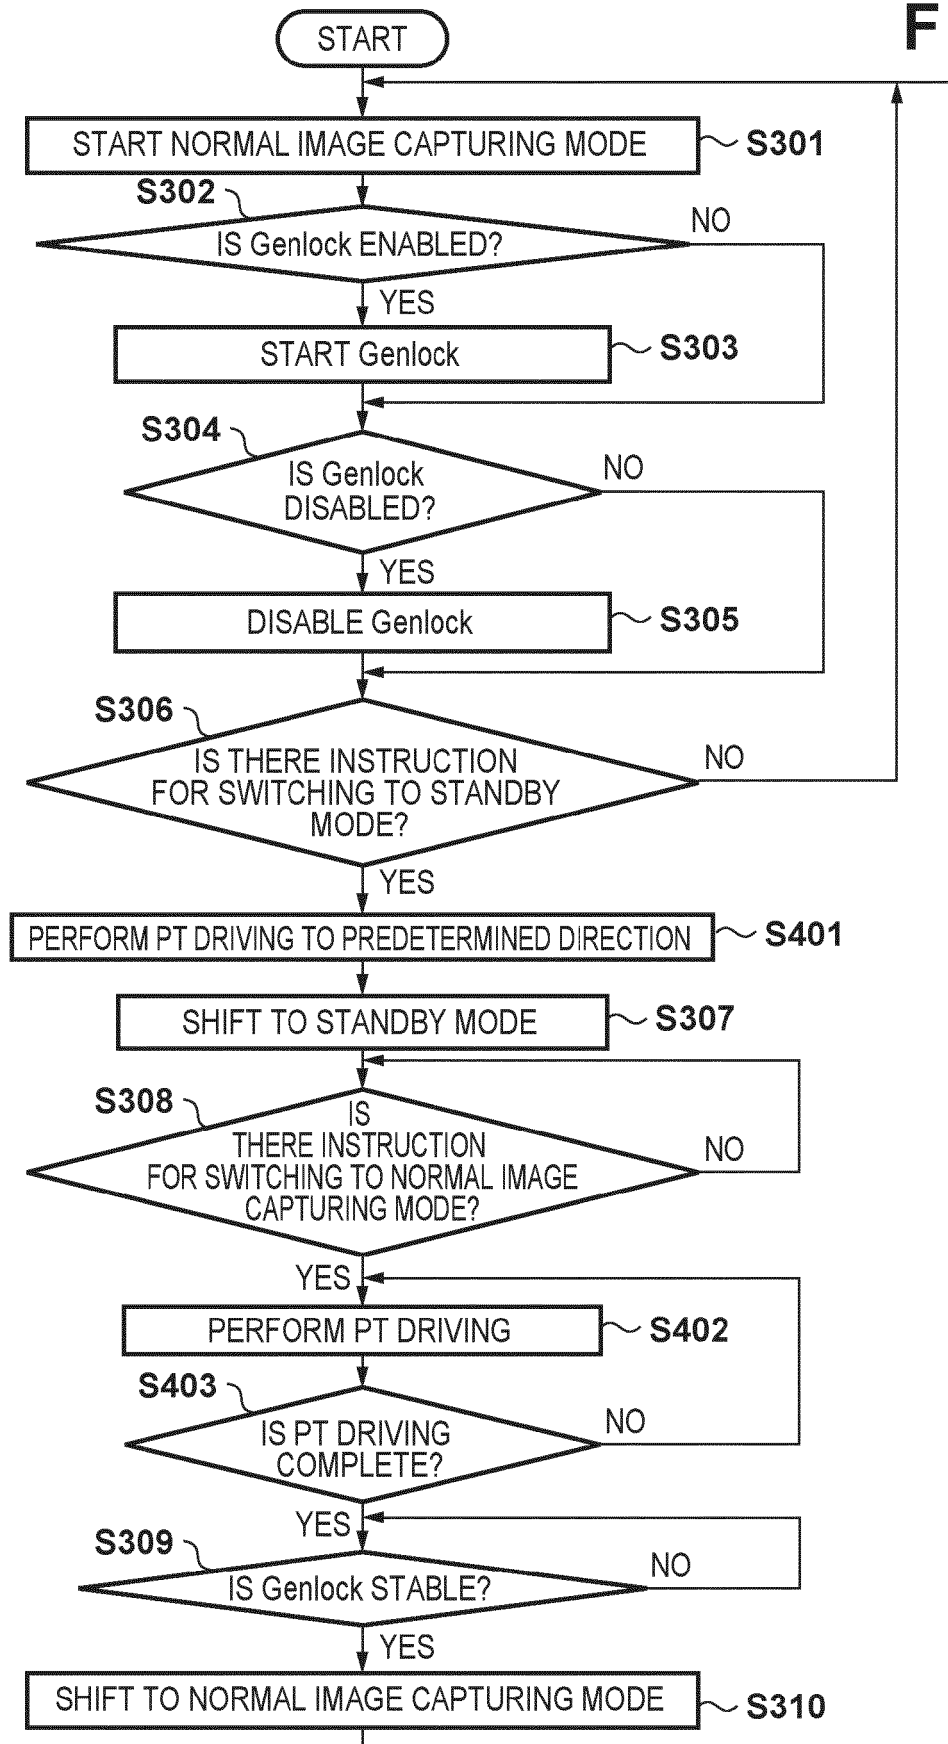 F
START
START NORMAL IMAGE CAPTURING MODE
S301
S302
IS Genlock ENABLED?
NO
YES
START Genlock
S303
S304
IS Genlock
DISABLED?
NO
YES
DISABLE Genlock
S305
S306
IS THERE INSTRUCTION
FOR SWITCHING TO STANDBY
MODE?
NO
YES
PERFORM PT DRIVING TO PREDETERMINED DIRECTION
S401
SHIFT TO STANDBY MODE
S307
S308
IS
THERE INSTRUCTION
FOR SWITCHING TO NORMAL IMAGE
CAPTURING MODE?
NO
YES
PERFORM PT DRIVING
S402
S403
IS PT DRIVING
COMPLETE?
NO
YES
S309
IS Genlock STABLE?
NO
YES
SHIFT TO NORMAL IMAGE CAPTURING MODE
S310